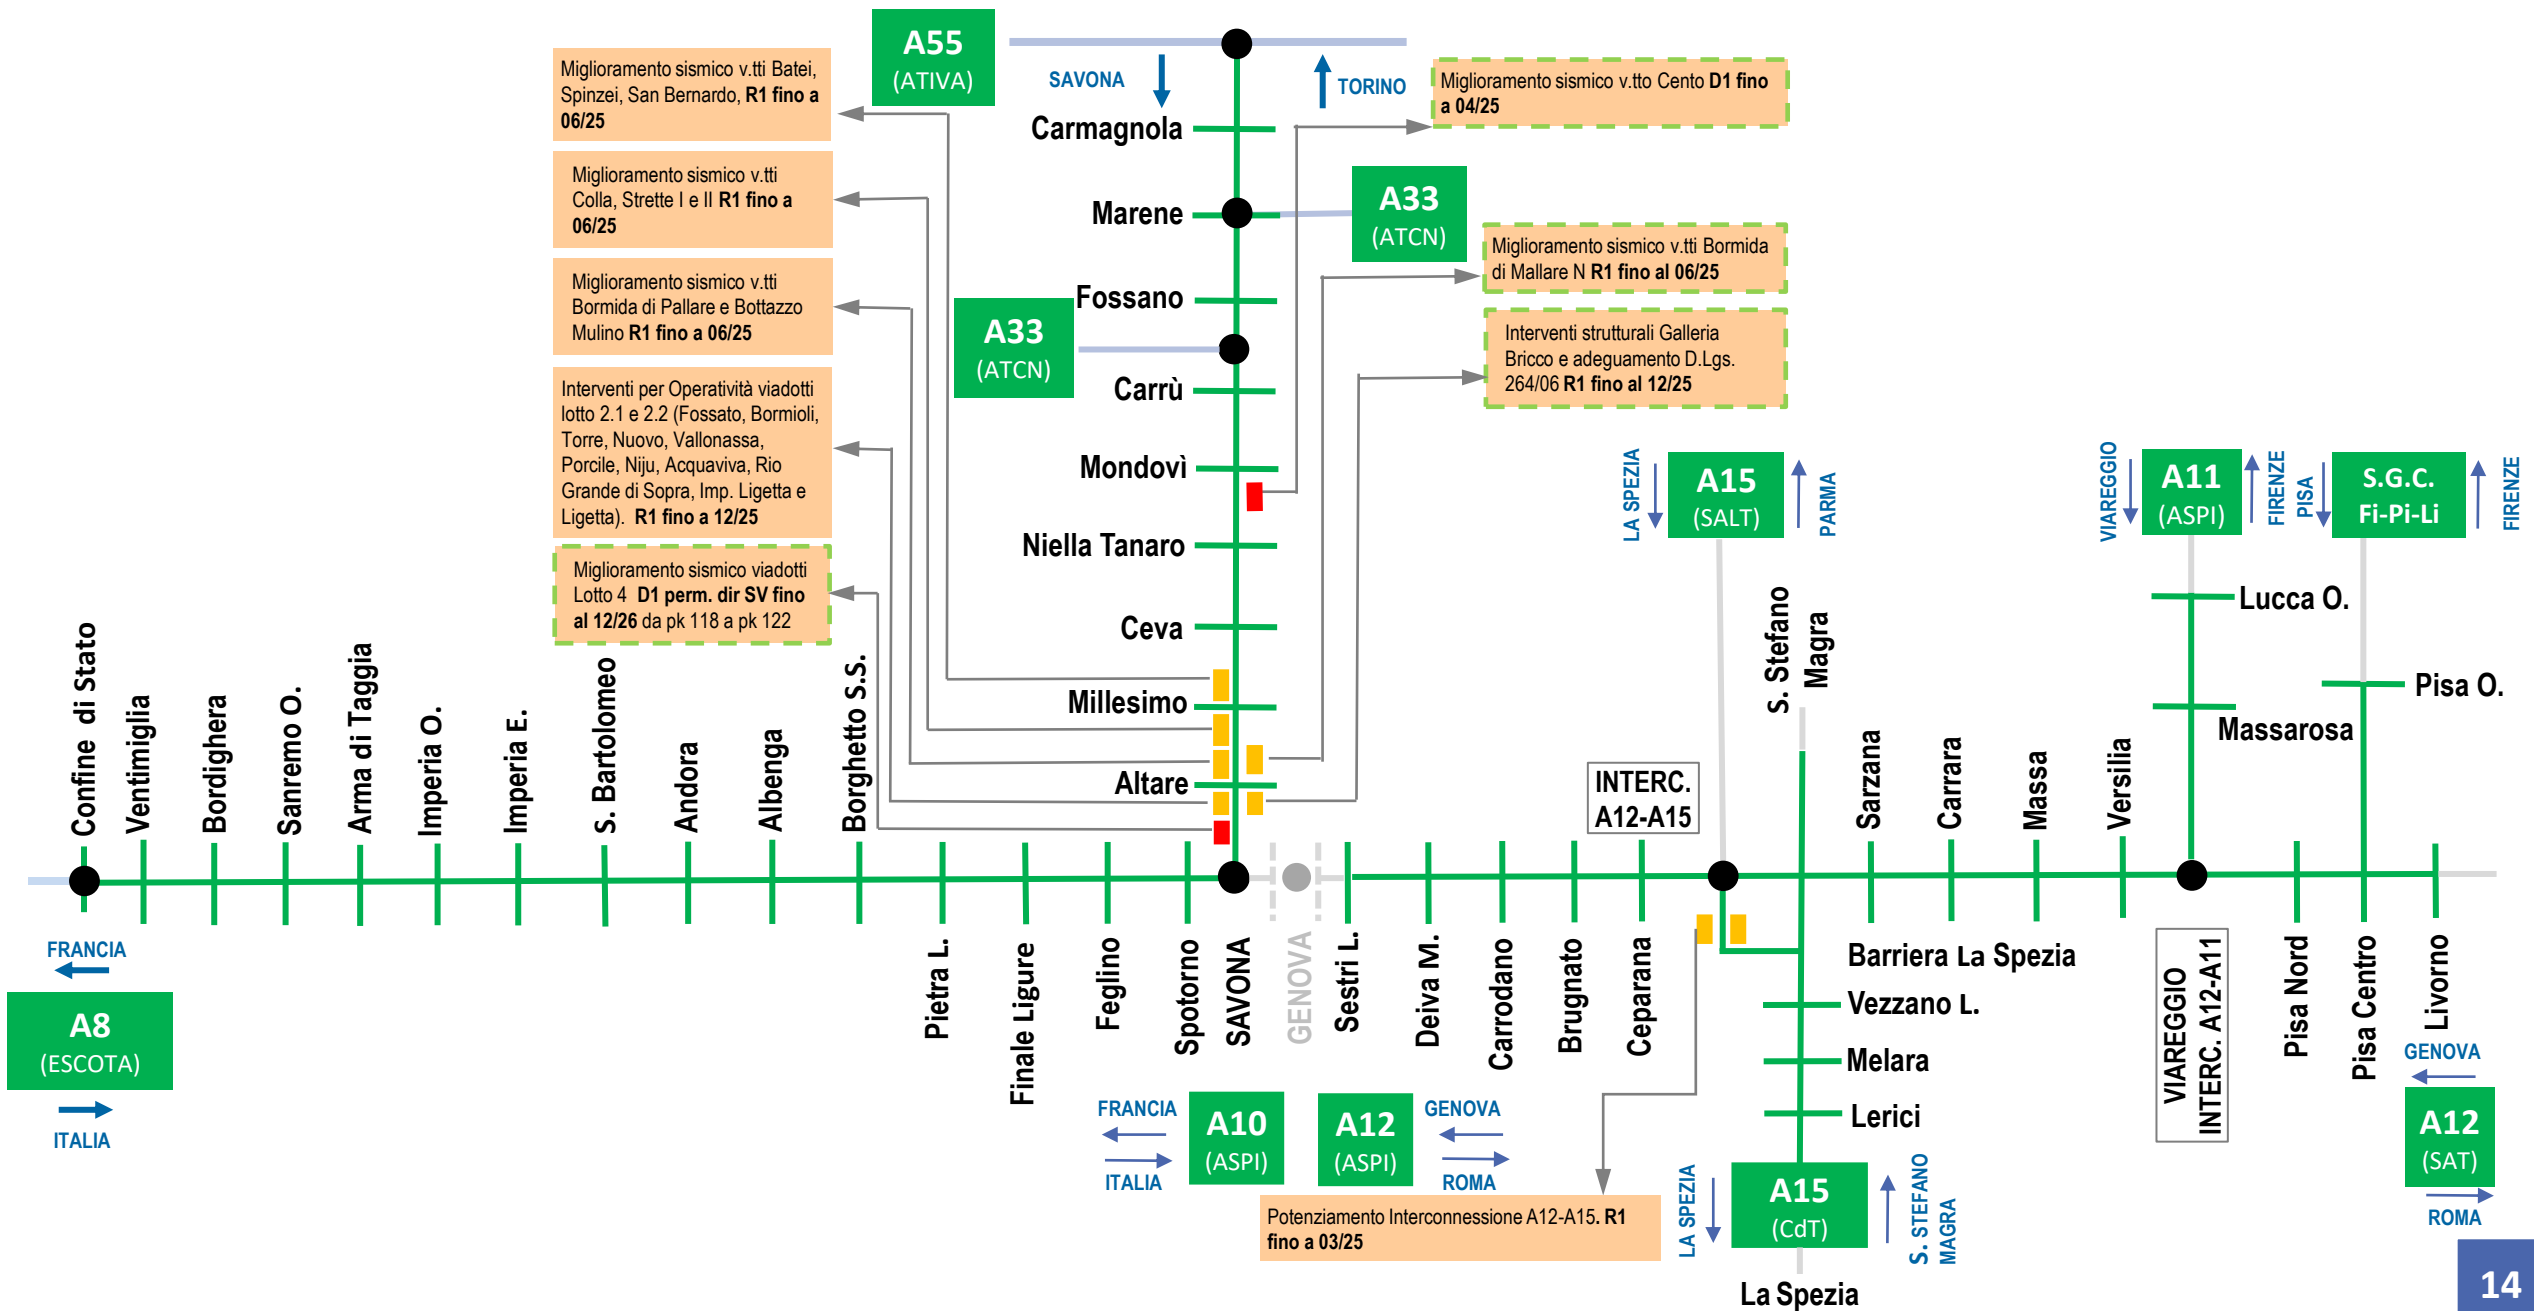 A55
(ATIVA)
SAVONA
TORINO
Miglioramento sismico v.tti Batei,
Spinzei, San Bernardo, R1 fino a
06/25
Miglioramento sismico v.tto Cento D1 fino
a 04/25
Carmagnola
Miglioramento sismico v.tti
Colla, Strette I e II R1 fino a
06/25
Marene
A33
(ATCN)
Miglioramento sismico v.tti
Bormida di Pallare e Bottazzo
Mulino R1 fino a 06/25
Miglioramento sismico v.tti Bormida
di Mallare N R1 fino al 06/25
Fossano
A33
(ATCN)
Interventi strutturali Galleria
Bricco e adeguamento D.Lgs.
264/06 R1 fino al 12/25
Carrù
Interventi per Operatività viadotti
lotto 2.1 e 2.2 (Fossato, Bormioli,
Torre, Nuovo, Vallonassa,
Porcile, Niju, Acquaviva, Rio
Grande di Sopra, Imp. Ligetta e
Ligetta). R1 fino a 12/25
Mondovì
Niella Tanaro
Miglioramento sismico viadotti
Lotto 4 D1 perm. dir SV fino
al 12/26 da pk 118 a pk 122
Ceva
Millesimo
Altare
LA SPEZIA
A15
(SALT)
PARMA
VIAREGGIO
A11
(ASPI)
FIRENZE
PISA
S.G.C.
Fi-Pi-Li
FIRENZE
Lucca O.
Massarosa
Pisa O.
S. Stefano
Magra
INTERC.
A12-A15
Confine di Stato
Ventimiglia
Bordighera
Sanremo O.
Arma di Taggia
Imperia O.
Imperia E.
S. Bartolomeo
Andora
Albenga
Borghetto S.S.
Pietra L.
Finale Ligure
Feglino
Spotorno
SAVONA
GENOVA
Sestri L.
Deiva M.
Carrodano
Brugnato
Ceparana
Sarzana
Carrara
Massa
Versilia
VIAREGGIO
INTERC. A12-A11
Pisa Nord
Pisa Centro
Livorno
Barriera La Spezia
Vezzano L.
Melara
Lerici
FRANCIA
A8
(ESCOTA)
ITALIA
FRANCIA
ITALIA
A10
(ASPI)
A12
(ASPI)
GENOVA
ROMA
Potenziamento Interconnessione A12-A15. R1
fino a 03/25
LA SPEZIA
A15
(CdT)
S. STEFANO
MAGRA
La Spezia
GENOVA
A12
(SAT)
ROMA
14